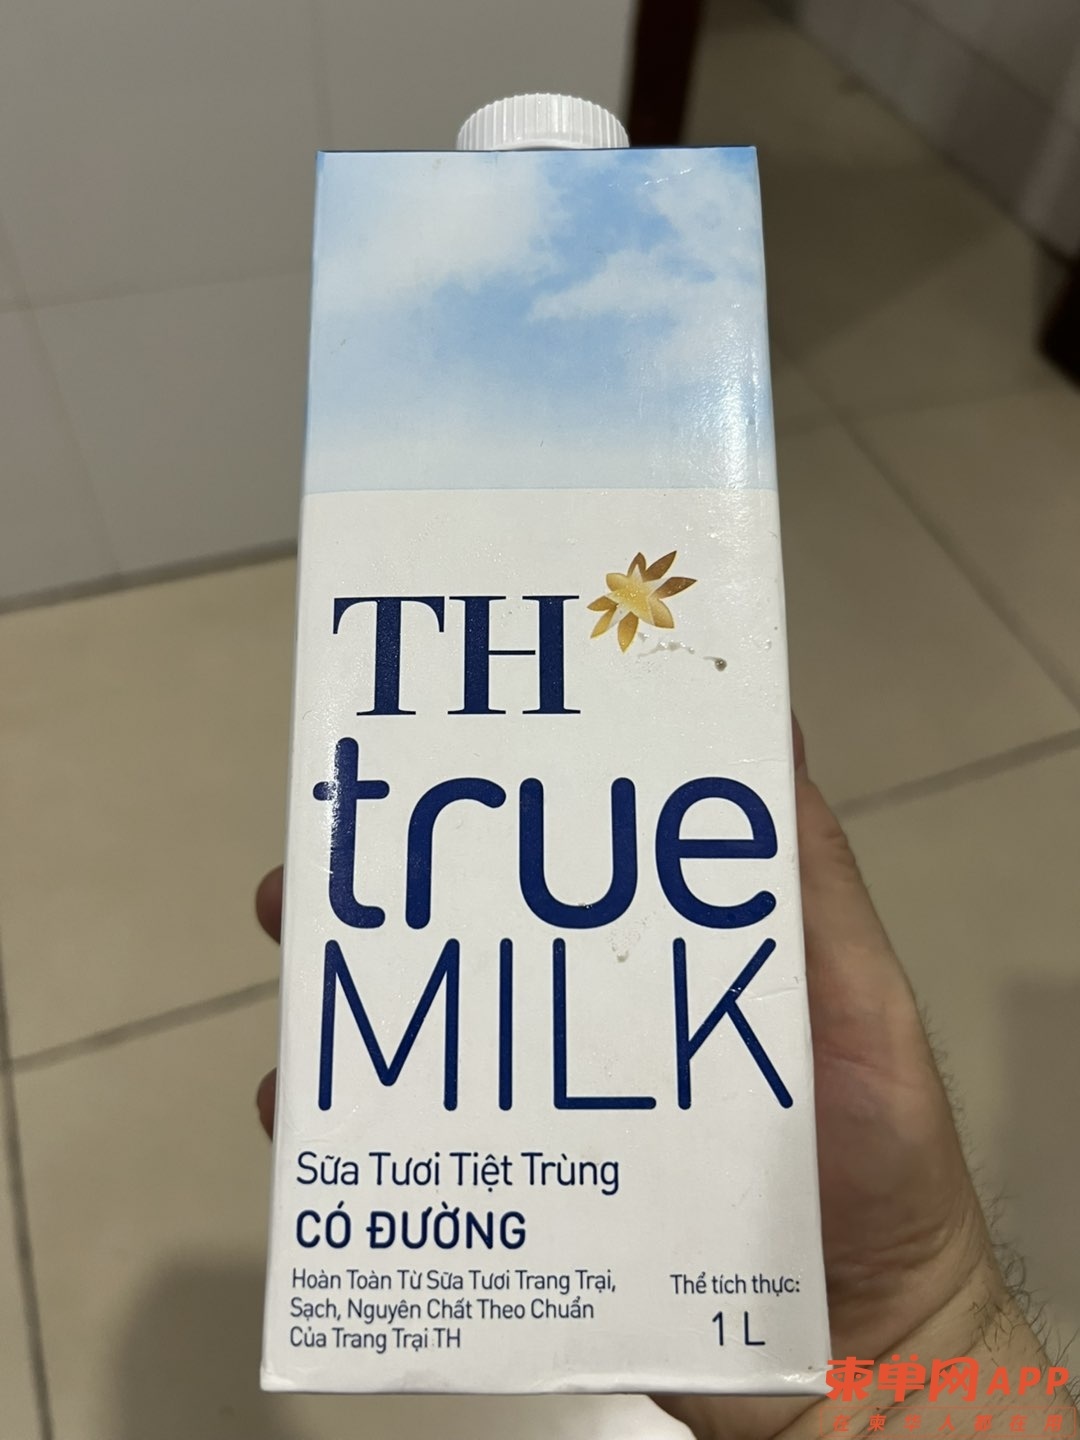 TH
true
MILK
Sữa Tươi Tiệt Trùng
CÓ ĐƯỜNG
Hoàn Toàn Từ Sữa Tươi Trang Trại,
Sạch, Nguyên Chất Theo Chuẩn
Của Trang Trại TH
Thể tích thực:
1 L
柬单网APP